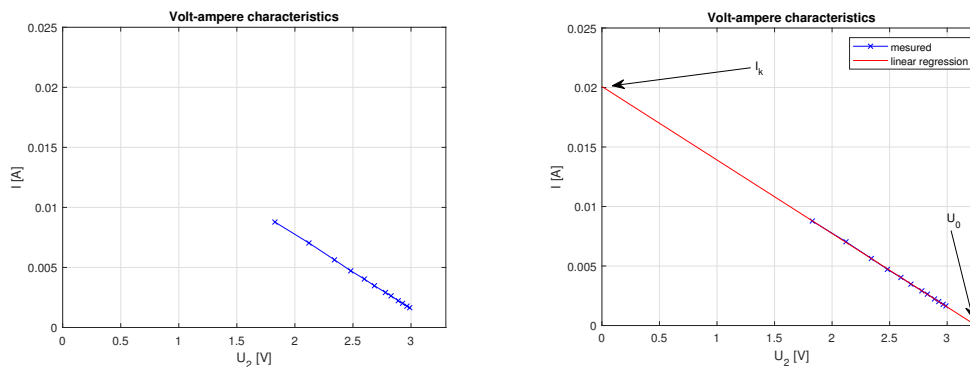 Volt-ampere characteristics
0.025
0.02
0.015
0.01
0.005
0
I [A]
0 0.5 1 1.5 2 2.5 3
U2 [V]
Volt-ampere characteristics
0.025
0.02
0.015
0.01
0.005
0
I [A]
mesured
linear regression
Ik
U0
0 0.5 1 1.5 2 2.5 3
U2 [V]